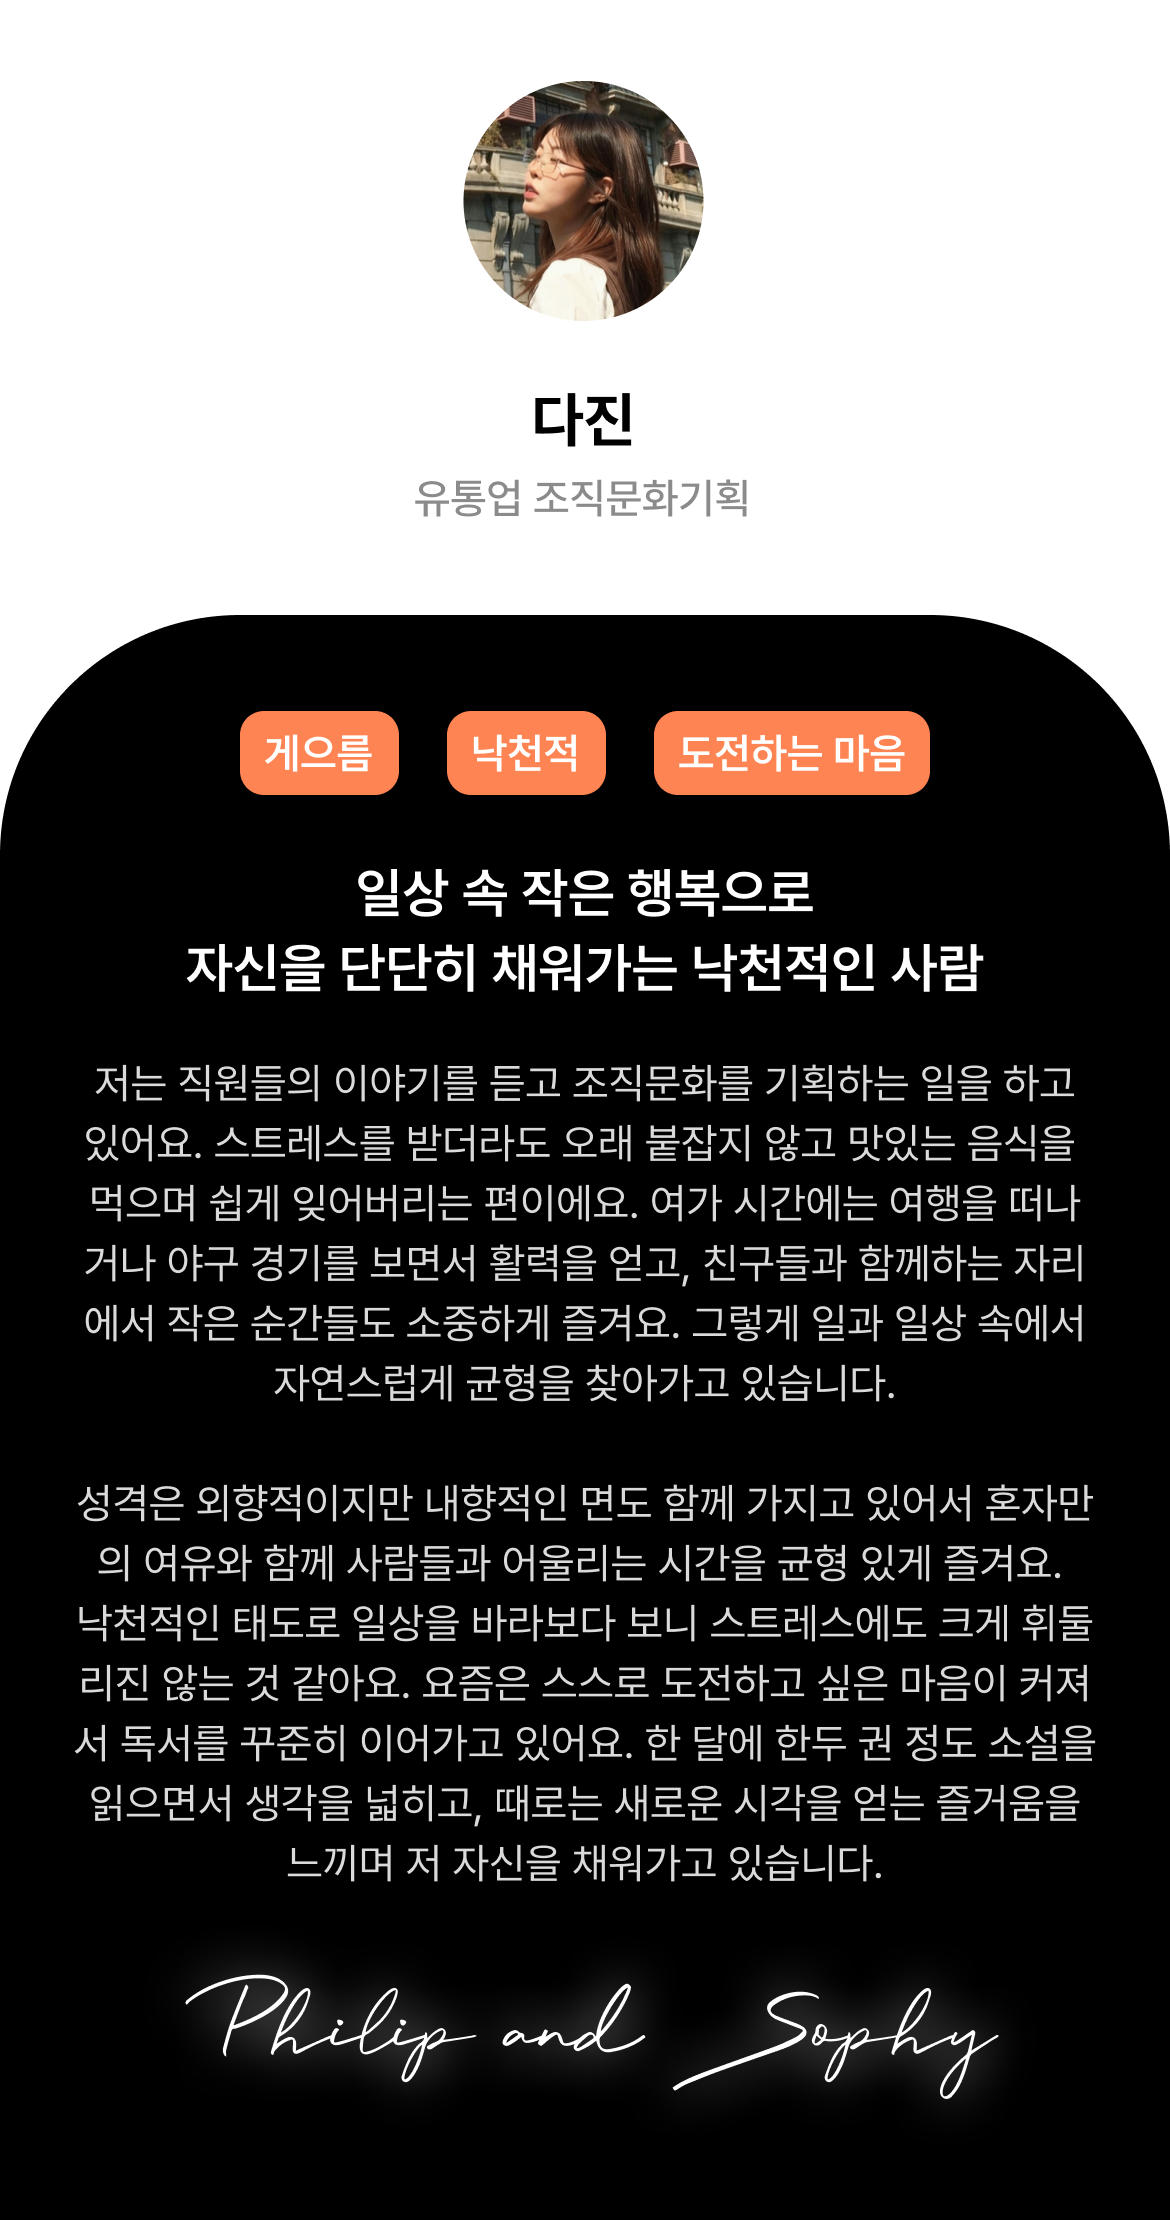 다진
유통업 조직문화기획
게으름 낙천적 도전하는 마음
일상 속 작은 행복으로
자신을 단단히 채워가는 낙천적인 사람
저는 직원들의 이야기를 듣고 조직문화를 기획하는 일을 하고
있어요. 스트레스를 받더라도 오래 붙잡지 않고 맛있는 음식을
먹으며 쉽게 잊어버리는 편이에요. 여가 시간에는 여행을 떠나
거나 야구 경기를 보면서 활력을 얻고, 친구들과 함께하는 자리
에서 작은 순간들도 소중하게 즐겨요. 그렇게 일과 일상 속에서
자연스럽게 균형을 찾아가고 있습니다.
성격은 외향적이지만 내향적인 면도 함께 가지고 있어서 혼자만
의 여유와 함께 사람들과 어울리는 시간을 균형 있게 즐겨요.
낙천적인 태도로 일상을 바라보다 보니 스트레스에도 크게 휘둘
리진 않는 것 같아요. 요즘은 스스로 도전하고 싶은 마음이 커져
서 독서를 꾸준히 이어가고 있어요. 한 달에 한두 권 정도 소설을
읽으면서 생각을 넓히고, 때로는 새로운 시각을 얻는 즐거움을
느끼며 저 자신을 채워가고 있습니다.
Philip and Sophy